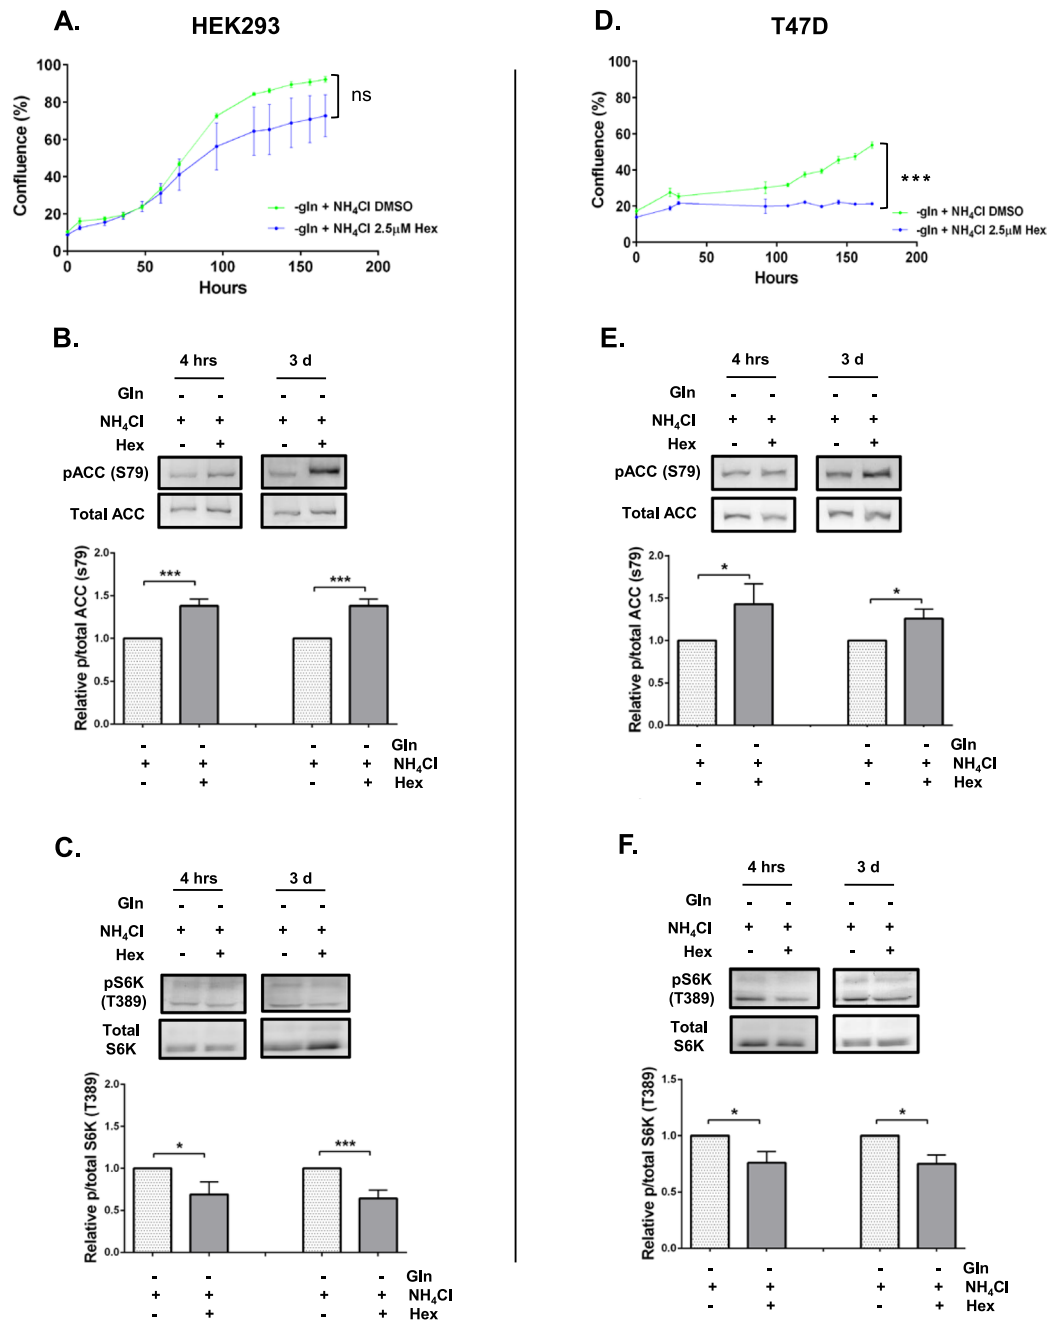 A.
HEK293
Confluence (%)
100
80
60
40
20
0
ns
-gln + NH₄Cl DMSO
-gln + NH₄Cl 2.5μM Hex
0 50 100 150 200
Hours
B.
4 hrs 3 d
Gln - - - -
NH₄Cl + + + +
Hex - + - +
pACC (S79)
Total ACC
Relative p/total ACC (s79)
2.0
1.5
1.0
0.5
0.0
*** ***
- - - - Gln
+ + + + NH₄Cl
- + - + Hex
C.
4 hrs 3 d
Gln - - - -
NH₄Cl + + + +
Hex - + - +
pS6K
(T389)
Total
S6K
Relative p/total S6K (T389)
2.0
1.5
1.0
0.5
0.0
* ***
- - - - Gln
+ + + + NH₄Cl
- + - + Hex
D.
T47D
Confluence (%)
100
80
60
40
20
0
***
-gln + NH₄Cl DMSO
-gln + NH₄Cl 2.5μM Hex
0 50 100 150 200
Hours
E.
4 hrs 3 d
Gln - - - -
NH₄Cl + + + +
Hex - + - +
pACC (S79)
Total ACC
Relative p/total ACC (s79)
2.0
1.5
1.0
0.5
0.0
* *
- - - - Gln
+ + + + NH₄Cl
- + - + Hex
F.
4 hrs 3 d
Gln - - - -
NH₄Cl + + + +
Hex - + - +
pS6K
(T389)
Total
S6K
Relative p/total S6K (T389)
1.5
1.0
0.5
0.0
* *
- - - - Gln
+ + + + NH₄Cl
- + - + Hex